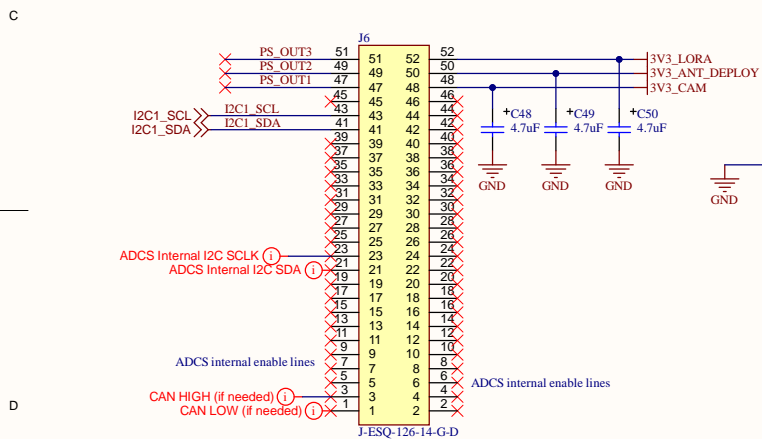 C
J6
PS_OUT3 51 51 52 52 3V3_LORA
PS_OUT2 49 49 50 50 3V3_ANT_DEPLOY
PS_OUT1 47 47 48 48 3V3_CAM
45 45 46 46
I2C1_SCL I2C1_SCL 43 43 44 44
I2C1_SDA I2C1_SDA 41 41 42 42
+C48 +C49 +C50
4.7uF 4.7uF 4.7uF
39 39 40 40
37 37 38 38
35 35 36 36
33 33 34 34
GND GND GND GND
31 31 32 32
29 29 30 30
27 27 28 28
25 25 26 26
ADCS Internal I2C SCLK i 23 23 24 24
ADCS Internal I2C SDA i 21 21 22 22
19 19 20 20
17 17 18 18
15 15 16 16
13 13 14 14
11 11 12 12
9 9 10 10
ADCS internal enable lines 7 7 8 8
5 5 6 6 ADCS internal enable lines
CAN HIGH (if needed) i 3 3 4 4
CAN LOW (if needed) i 1 1 2 2
D
J-ESQ-126-14-G-D